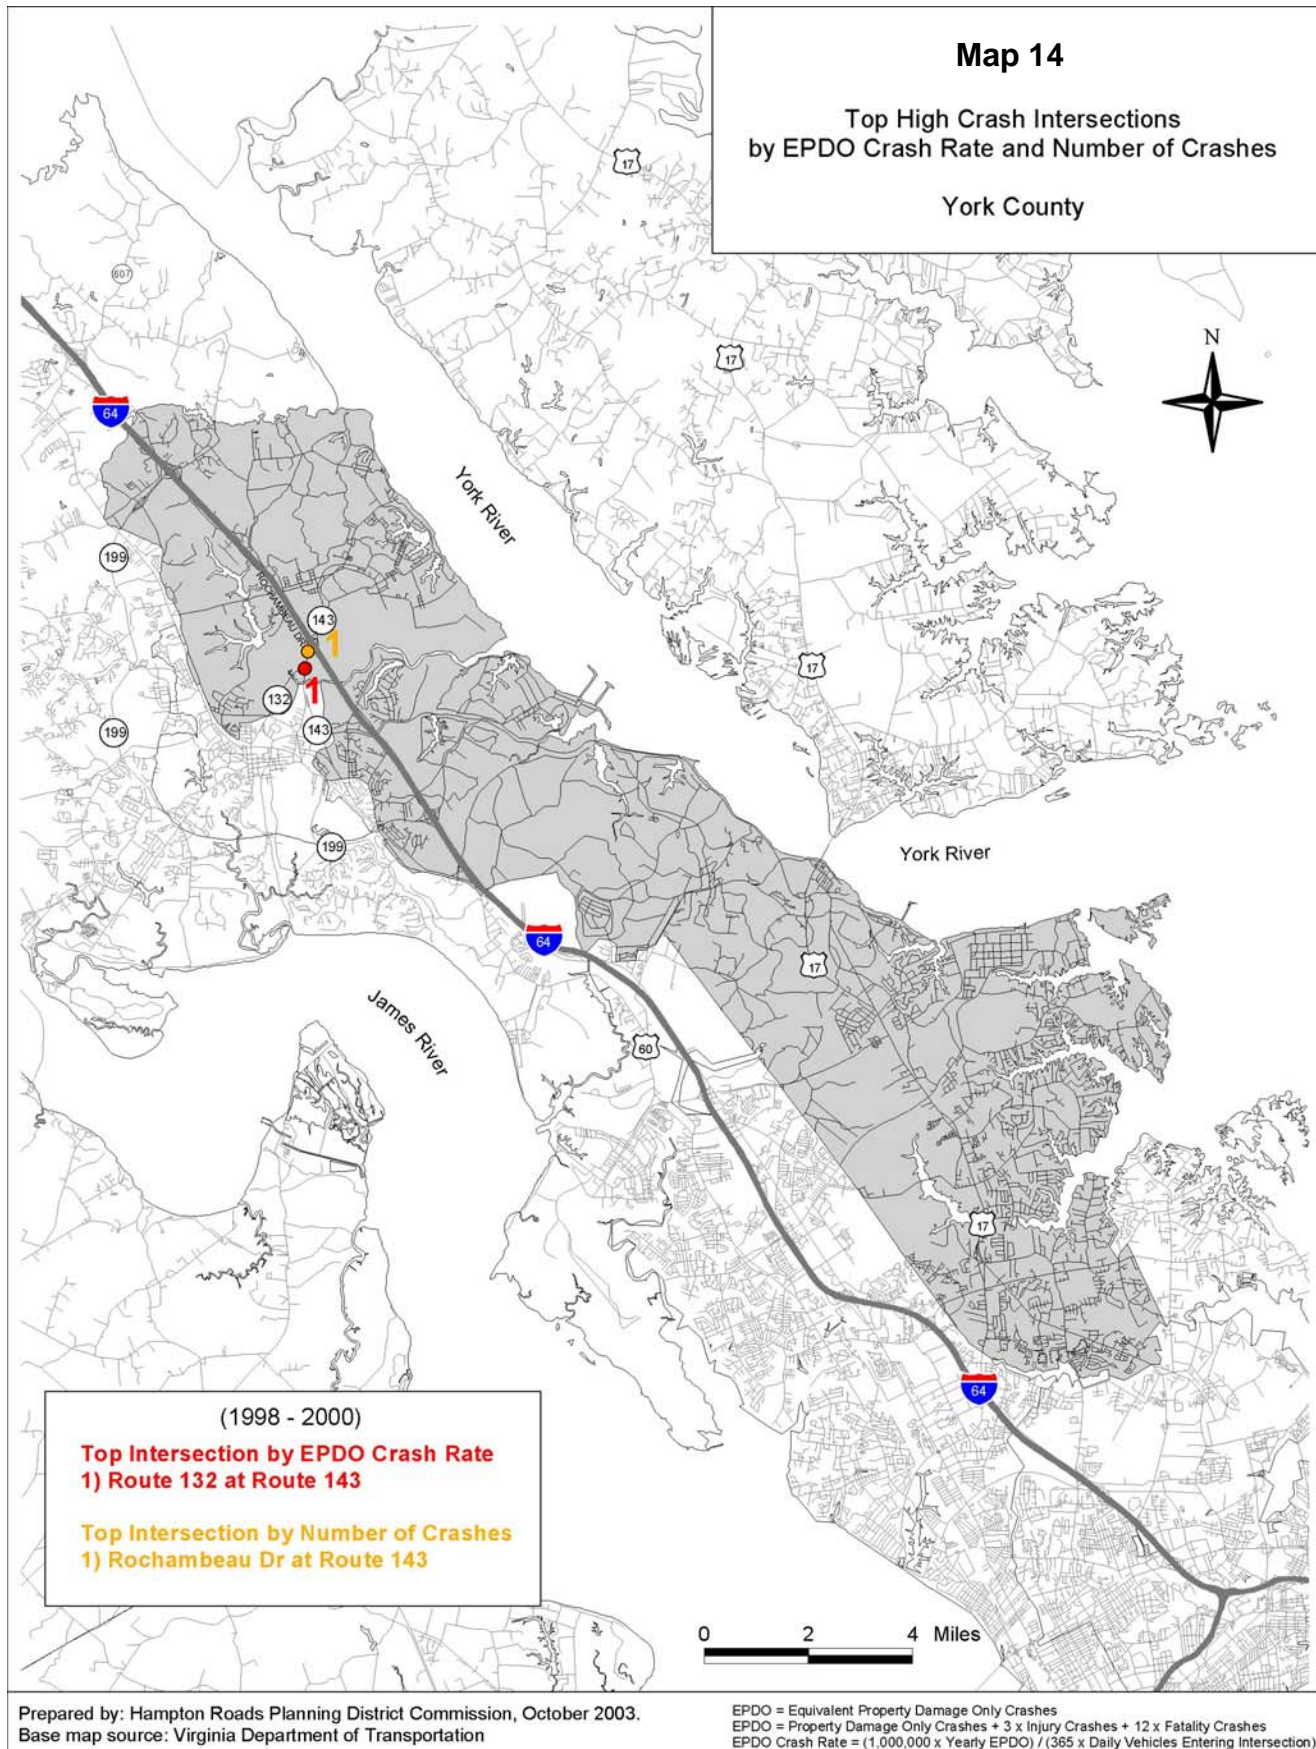 Map 14
Top High Crash Intersections
by EPDO Crash Rate and Number of Crashes
York County
17
607
17
N
64
York River
199
ROCHAMBEAU DR
143
1
17
132
1
199
143
199
York River
64
17
James River
60
17
64
(1998 - 2000)
Top Intersection by EPDO Crash Rate
1) Route 132 at Route 143
Top Intersection by Number of Crashes
1) Rochambeau Dr at Route 143
0 2 4 Miles
Prepared by: Hampton Roads Planning District Commission, October 2003.
Base map source: Virginia Department of Transportation
EPDO = Equivalent Property Damage Only Crashes
EPDO = Property Damage Only Crashes + 3 x Injury Crashes + 12 x Fatality Crashes
EPDO Crash Rate = (1,000,000 x Yearly EPDO) / (365 x Daily Vehicles Entering Intersection)